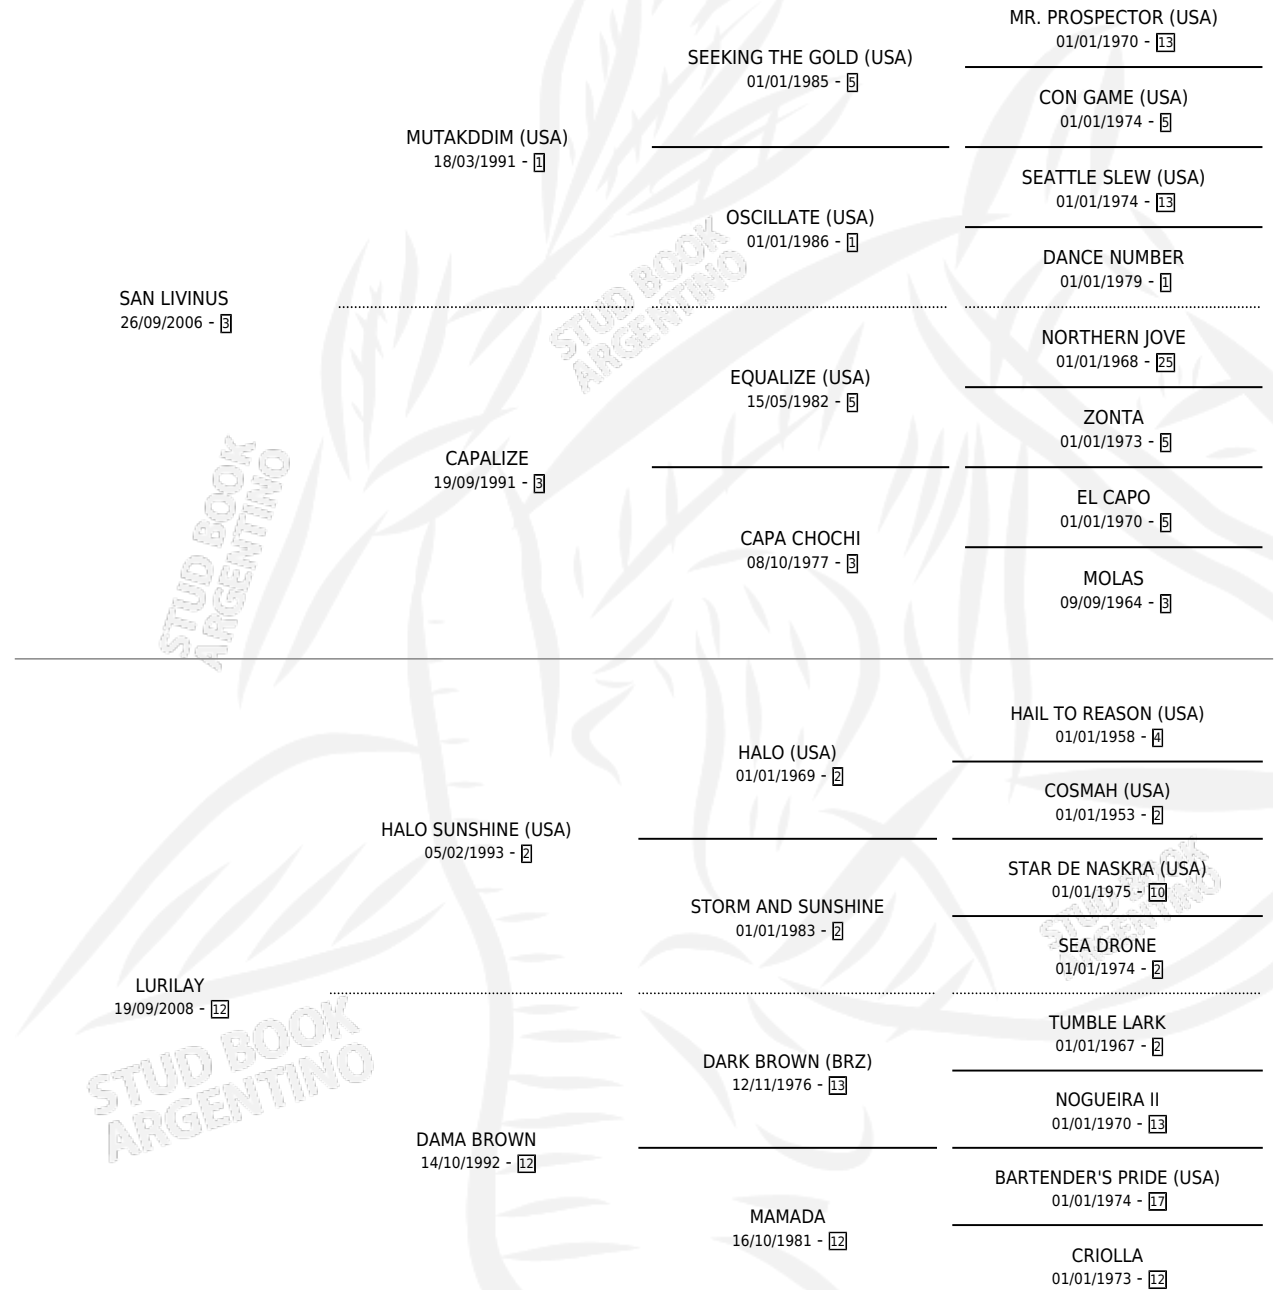 MR. PROSPECTOR (USA)
01/01/1970 - 13
SEEKING THE GOLD (USA)
01/01/1985 - 5
CON GAME (USA)
01/01/1974 - 5
MUTAKDDIM (USA)
18/03/1991 - 1
SEATTLE SLEW (USA)
01/01/1974 - 13
OSCILLATE (USA)
01/01/1986 - 1
DANCE NUMBER
01/01/1979 - 1
SAN LIVINUS
26/09/2006 - 3
NORTHERN JOVE
01/01/1968 - 25
EQUALIZE (USA)
15/05/1982 - 5
ZONTA
01/01/1973 - 5
CAPALIZE
19/09/1991 - 3
EL CAPO
01/01/1970 - 5
CAPA CHOCHI
08/10/1977 - 3
MOLAS
09/09/1964 - 3
STUD BOOK
ARGENTINO
STUD BOOK
ARGENTINO
HAIL TO REASON (USA)
01/01/1958 - 4
HALO (USA)
01/01/1969 - 2
COSMAH (USA)
01/01/1953 - 2
HALO SUNSHINE (USA)
05/02/1993 - 2
STAR DE NASKRA (USA)
01/01/1975 - 10
STORM AND SUNSHINE
01/01/1983 - 2
SEA DRONE
01/01/1974 - 2
LURILAY
19/09/2008 - 12
TUMBLE LARK
01/01/1967 - 2
DARK BROWN (BRZ)
12/11/1976 - 13
NOGUEIRA II
01/01/1970 - 13
DAMA BROWN
14/10/1992 - 12
BARTENDER'S PRIDE (USA)
01/01/1974 - 17
MAMADA
16/10/1981 - 12
CRIOLLA
01/01/1973 - 12
STUD BOOK
ARGENTINO
STUD BOOK
ARGENTINO